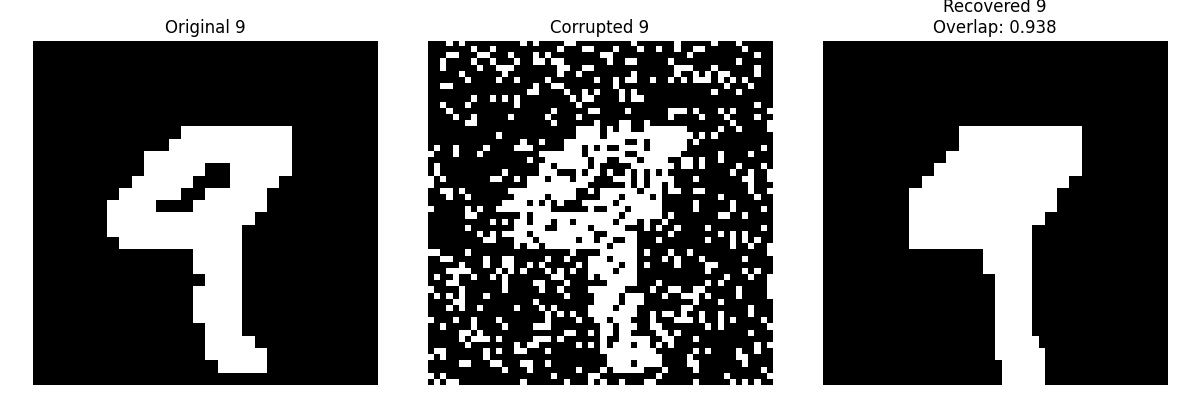 Original 9
Corrupted 9
Recovered 9
Overlap: 0.938